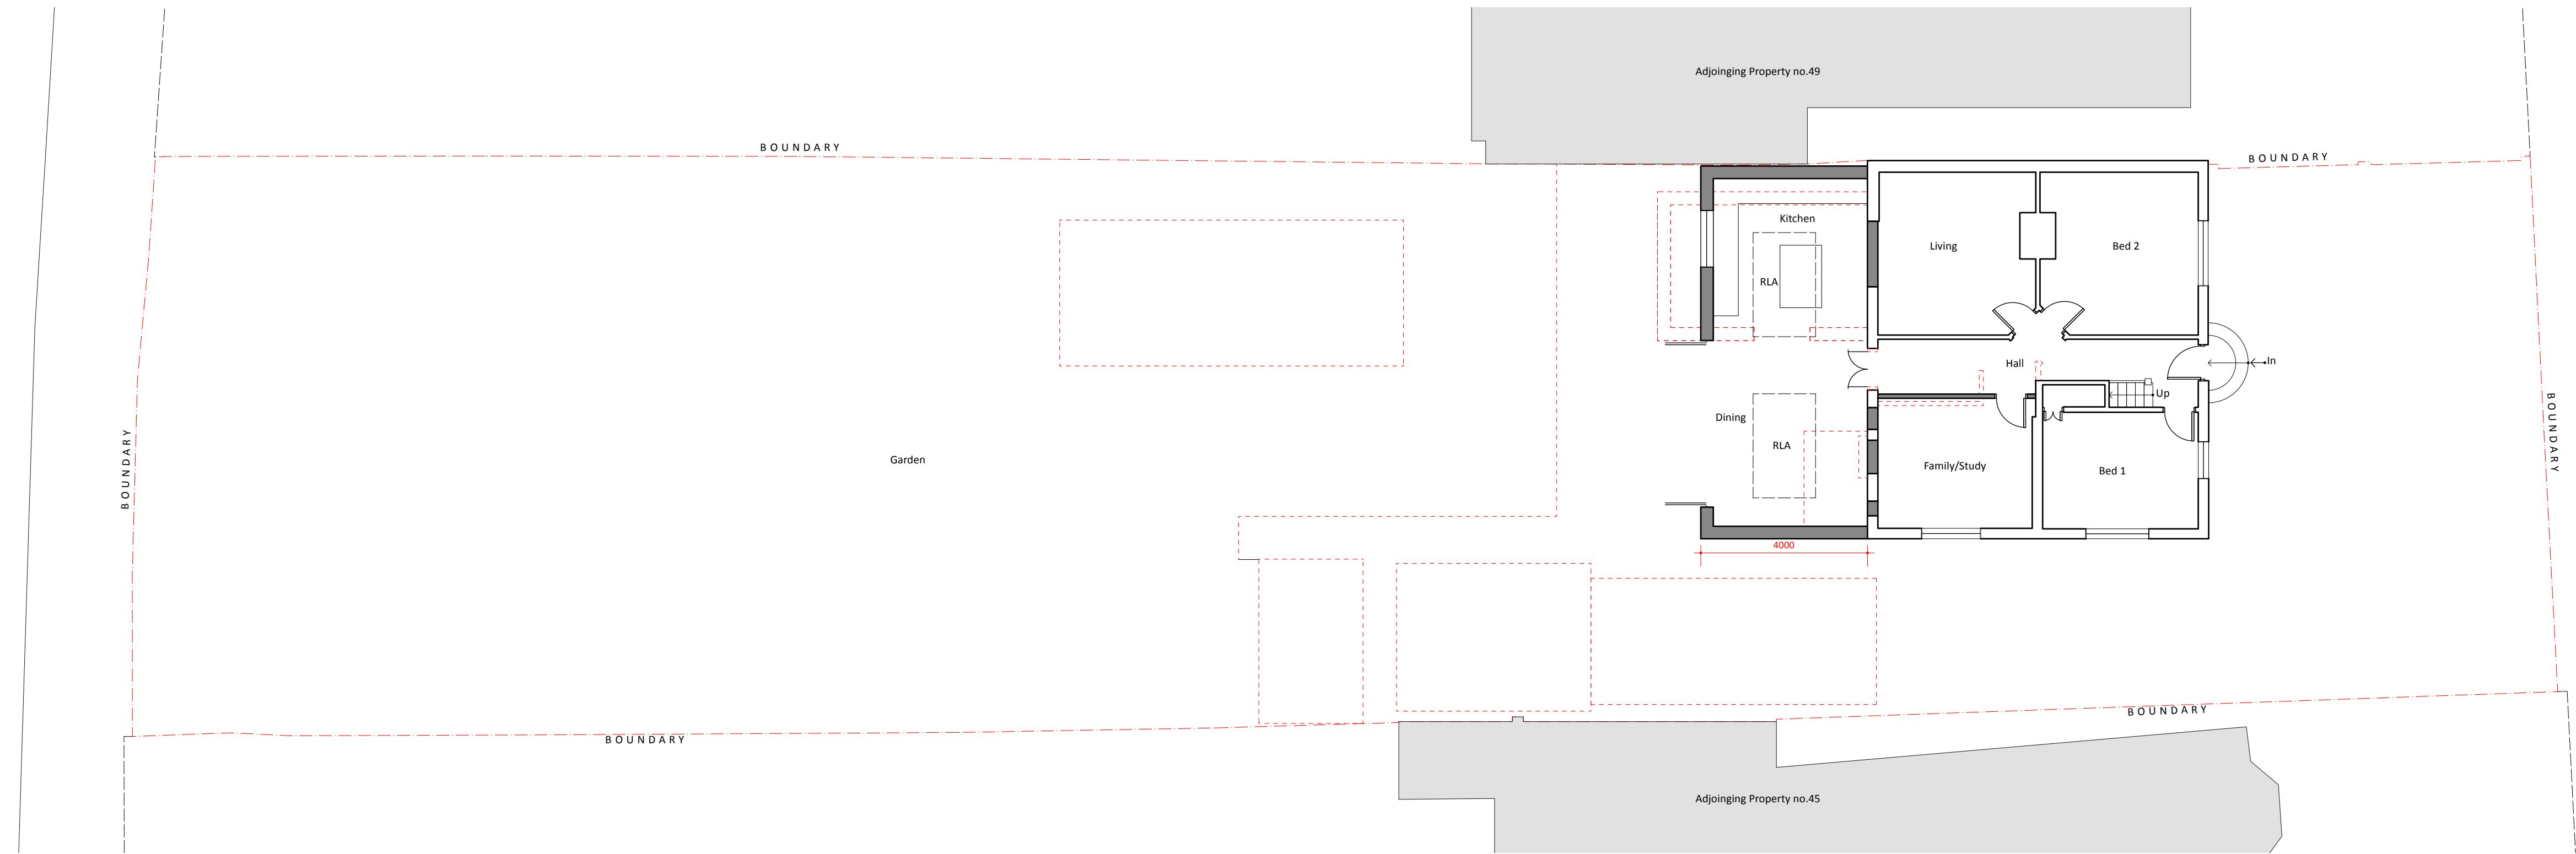 Adjoinging Property no.49
BOUNDARY
BOUNDARY
Kitchen
Living
Bed 2
RLA
Hall
In
Up
Dining
RLA
Family/Study
Bed 1
Garden
BOUNDARY
BOUNDARY
4000
BOUNDARY
BOUNDARY
Adjoinging Property no.45